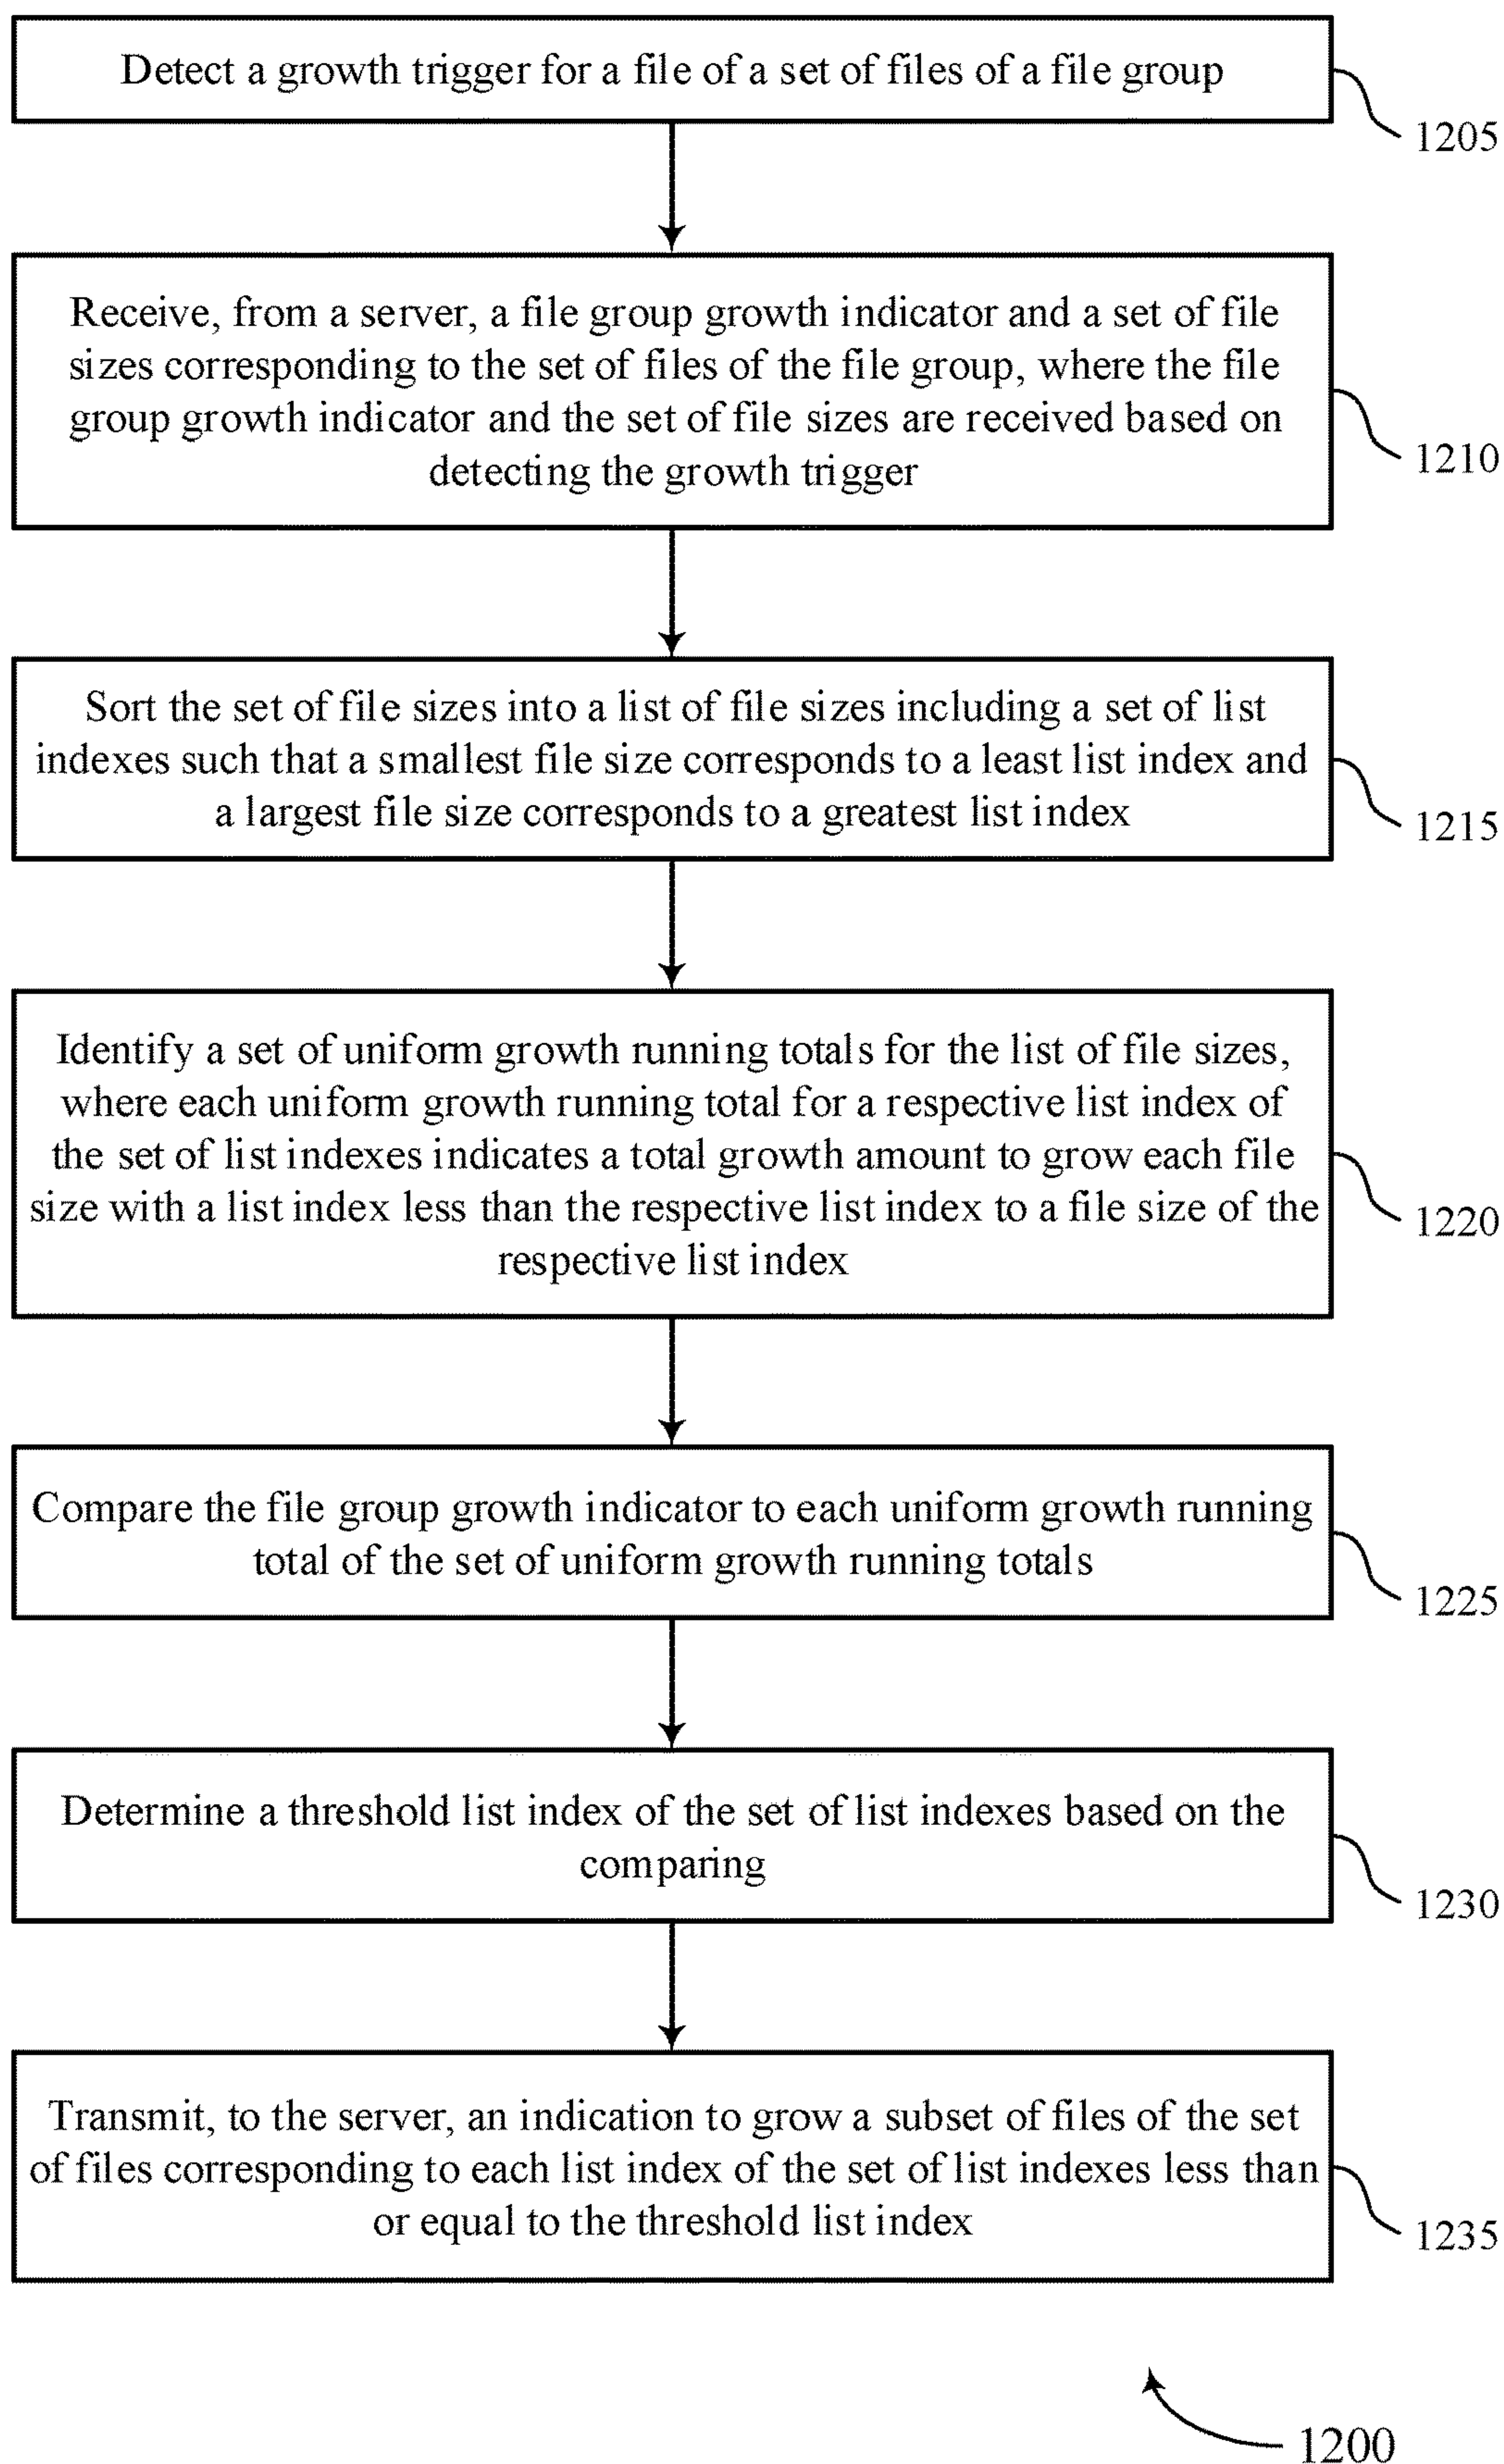 Detect a growth trigger for a file of a set of files of a file group
1205
Receive, from a server, a file group growth indicator and a set of file
sizes corresponding to the set of files of the file group, where the file
group growth indicator and the set of file sizes are received based on
detecting the growth trigger
1210
Sort the set of file sizes into a list of file sizes including a set of list
indexes such that a smallest file size corresponds to a least list index and
a largest file size corresponds to a greatest list index
1215
Identify a set of uniform growth running totals for the list of file sizes,
where each uniform growth running total for a respective list index of
the set of list indexes indicates a total growth amount to grow each file
size with a list index less than the respective list index to a file size of the
respective list index
1220
Compare the file group growth indicator to each uniform growth running
total of the set of uniform growth running totals
1225
Determine a threshold list index of the set of list indexes based on the
comparing
1230
Transmit, to the server, an indication to grow a subset of files of the set
of files corresponding to each list index of the set of list indexes less than
or equal to the threshold list index
1235
1200